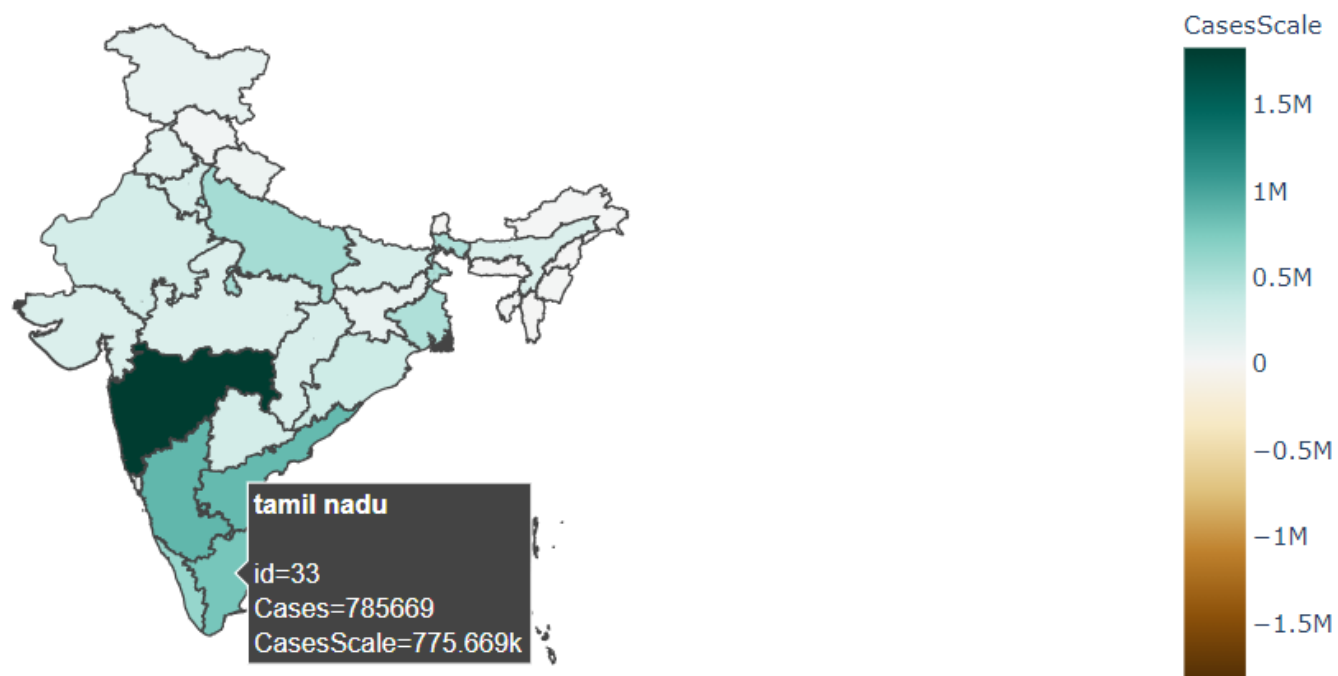 CasesScale
1.5M
1M
0.5M
0
−0.5M
−1M
−1.5M
tamil nadu
id=33
Cases=785669
CasesScale=775.669k